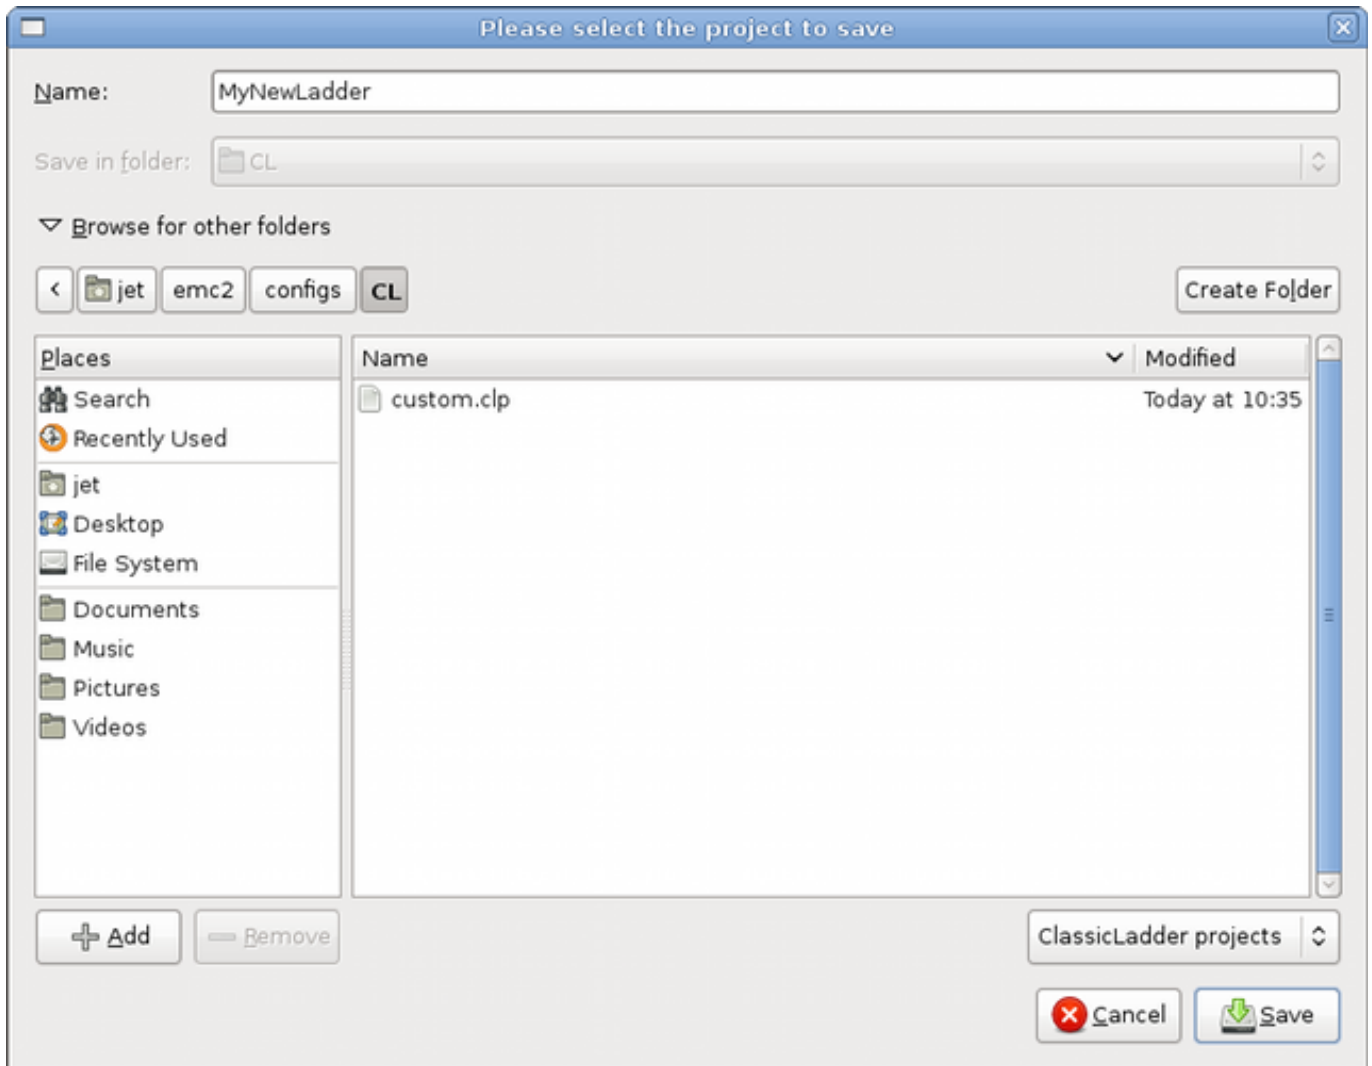 Please select the project to save
Name: MyNewLadder
Save in folder: CL
Browse for other folders
jet emc2 configs CL Create Folder
Places Name Modified
Search custom.clp Today at 10:35
Recently Used
jet
Desktop
File System
Documents
Music
Pictures
Videos
Add Remove ClassicLadder projects
Cancel Save